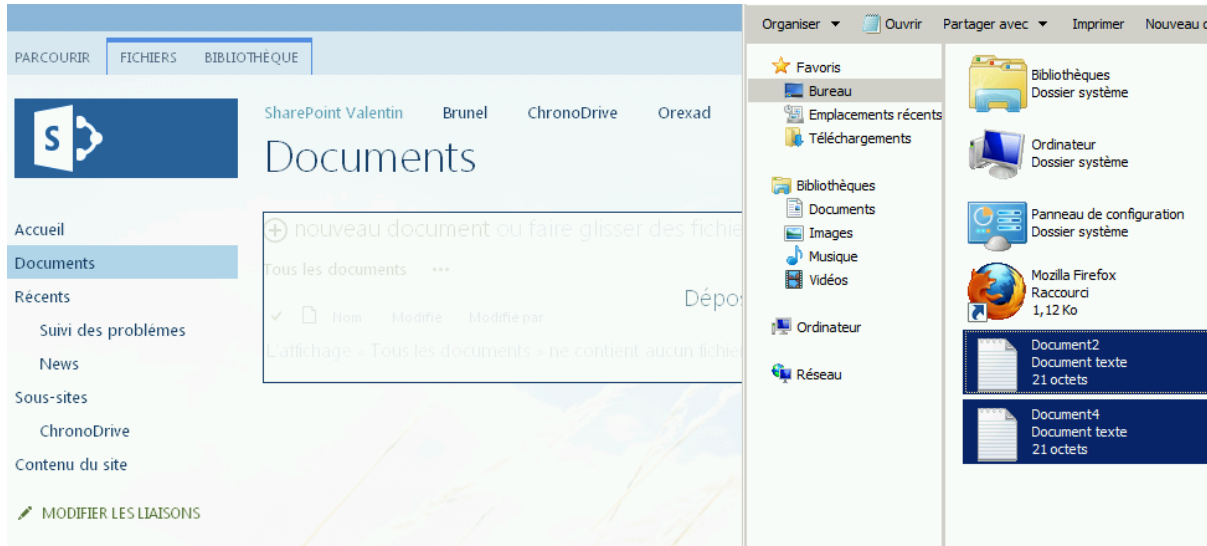 PARCOURIR FICHIERS BIBLIOTHÈQUE
S
SharePoint Valentin Brunel ChronoDrive Orexad
Documents
Accueil
Documents
Récents
Suivi des problèmes
News
Sous-sites
ChronoDrive
Contenu du site
MODIFIER LES LIAISONS
nouveau document ou faire glisser des fichie
Tous les documents ...
Dépo
Nom Modifié Modifié par
L'affichage « Tous les documents » ne contient aucun fichier
Organiser Ouvrir Partager avec Imprimer Nouveau
Favoris
Bureau
Emplacements récents
Téléchargements
Bibliothèques
Documents
Images
Musique
Vidéos
Ordinateur
Réseau
Bibliothèques
Dossier système
Ordinateur
Dossier système
Panneau de configuration
Dossier système
Mozilla Firefox
Raccourci
1,12 Ko
Document2
Document texte
21 octets
Document4
Document texte
21 octets